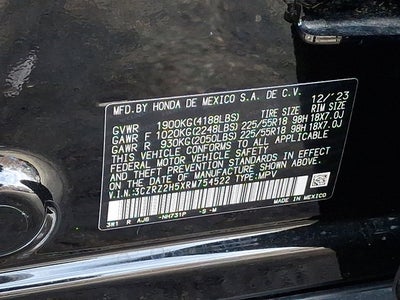 MFD.BY HONDA DE MEXICO S.A. DE C.V. 12/'23
GVWR 1900KG(4188LBS) TIRE SIZE RIM SIZE
GAWR F 1020KG(2248LBS) 225/55R18 98H 18X7.0J
GAWR R 930KG(2050LBS) 225/55R18 98H 18X7.0J
THIS VEHICLE CONFORMS TO ALL APPLICABLE
FEDERAL MOTOR VEHICLE SAFETY STANDARDS IN
EFFECT ON THE DATE OF MANUFACTURE SHOWN ABOVE.
V.I.N.:3CZRZ2H5XRM754522 TYPE:MPV
3R1 R AJ6 -NH731P -S-M MADE IN MEXICO